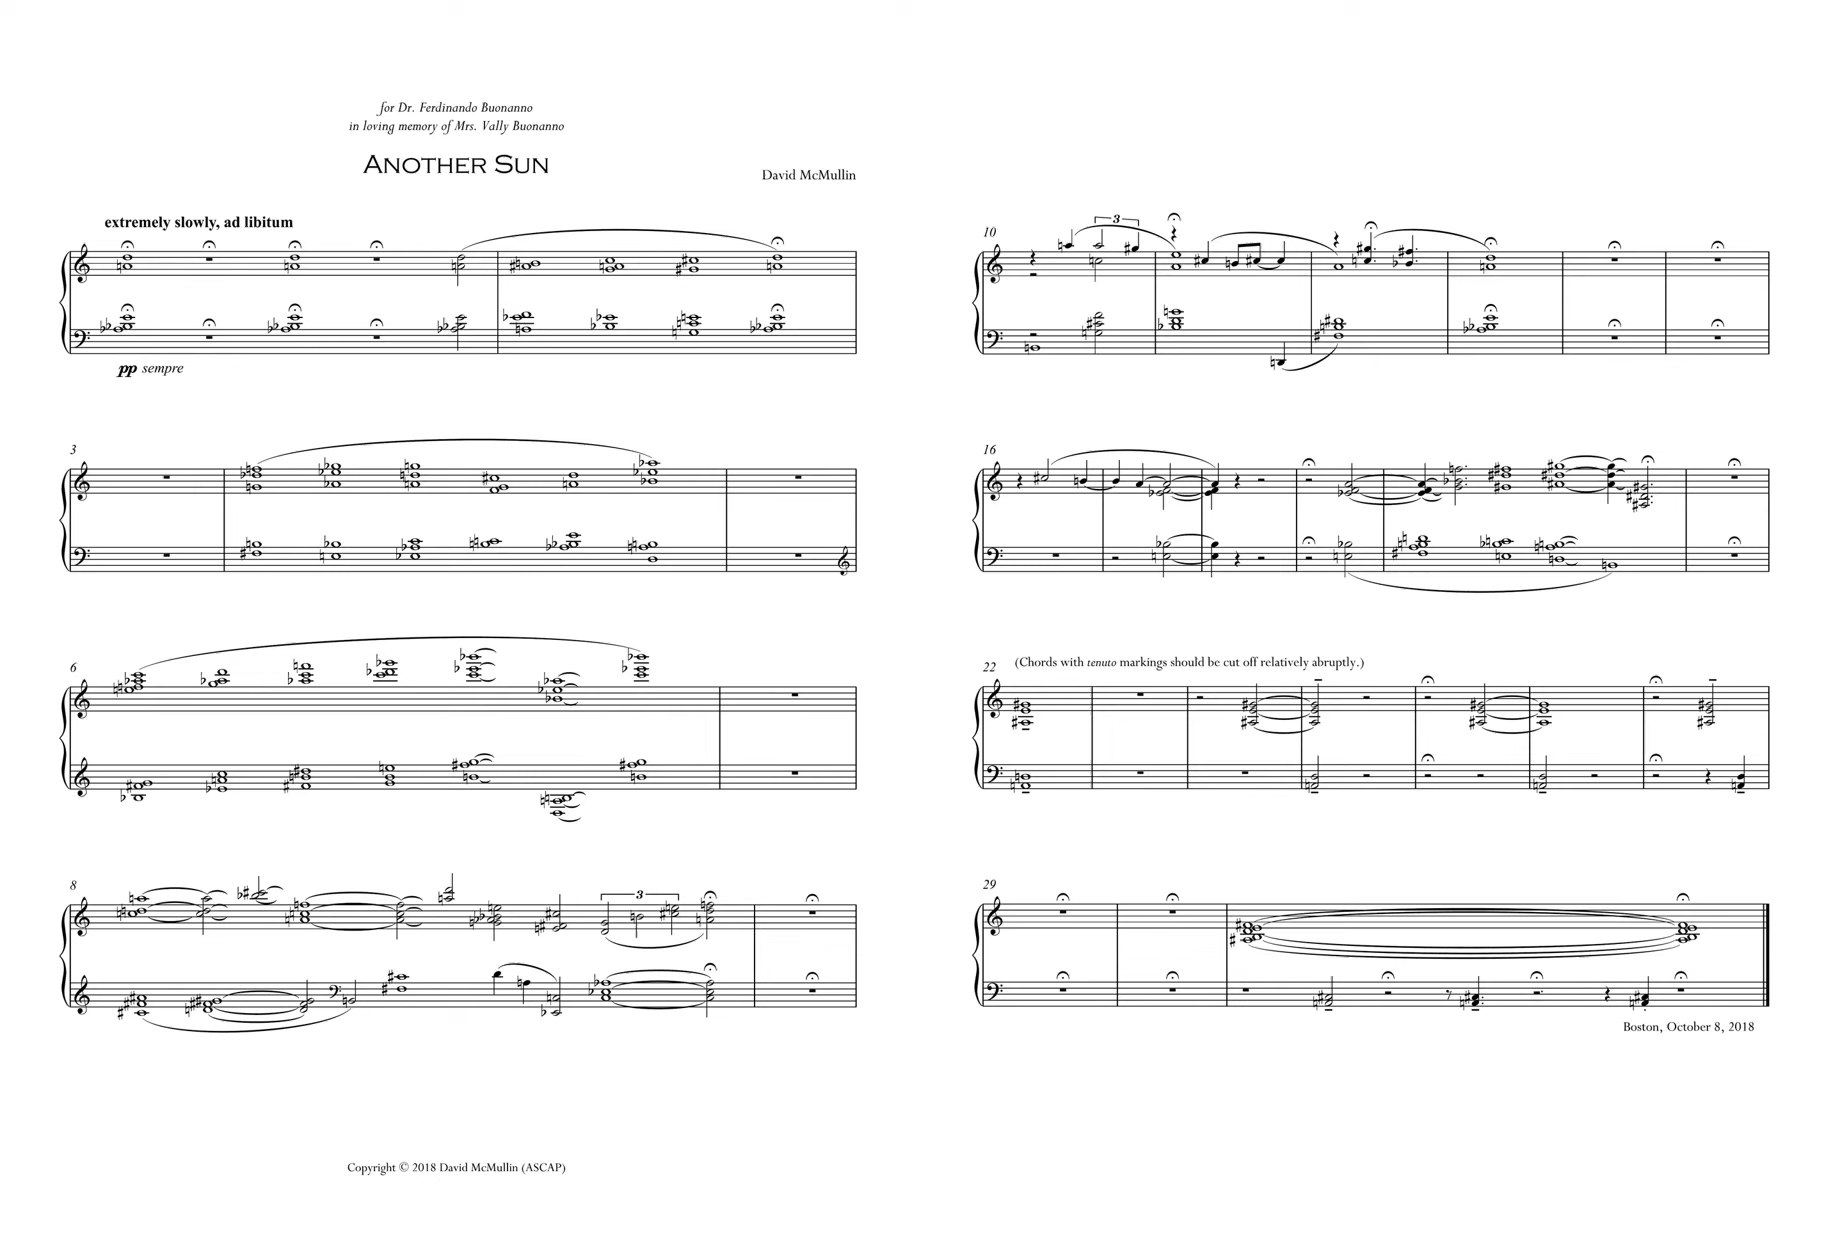 for Dr. Ferdinando Buonanno
in loving memory of Mrs. Vally Buonanno
ANOTHER SUN
David McMullin
extremely slowly, ad libitum
pp sempre
3
6
8
3
Copyright © 2018 David McMullin (ASCAP)
10
3
16
22
(Chords with tenuto markings should be cut off relatively abruptly.)
29
Boston, October 8, 2018